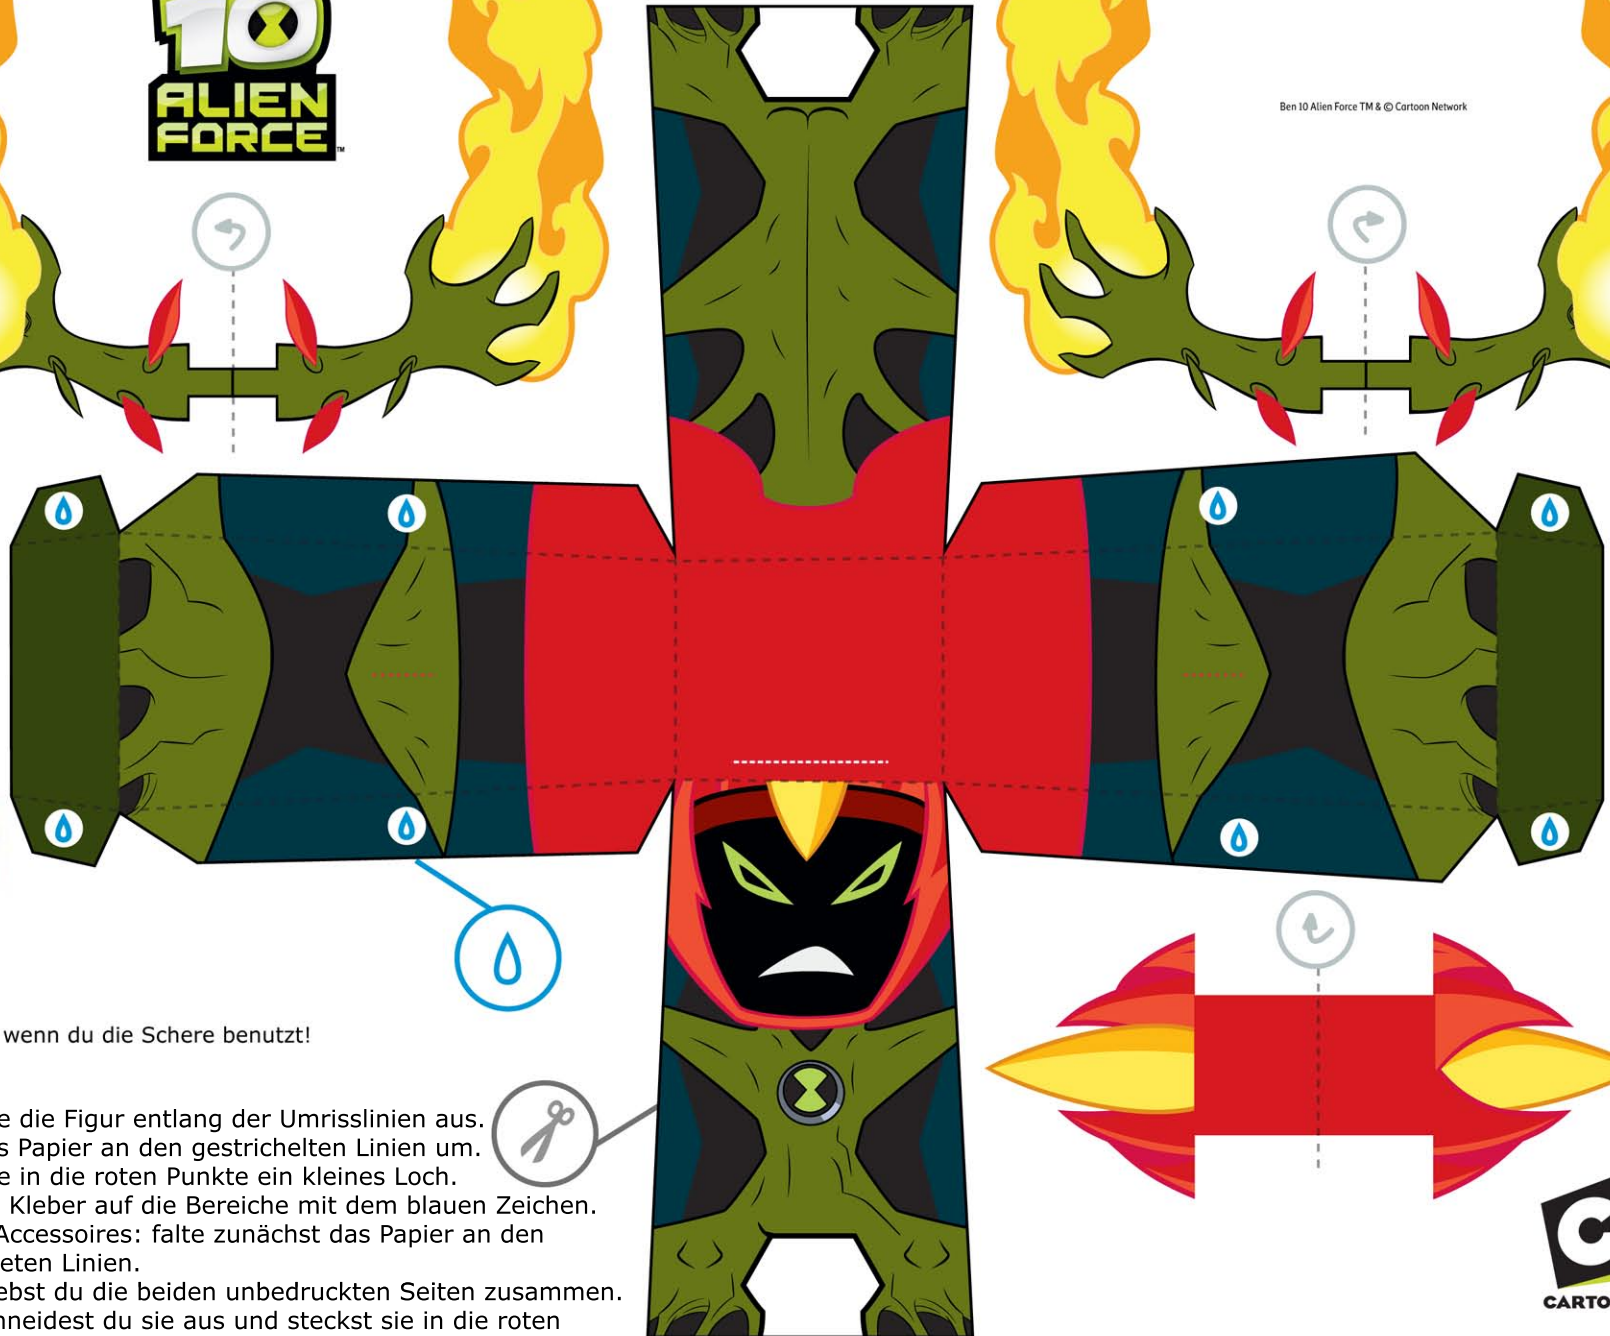 10
ALIEN
FORCE™
Ben 10 Alien Force TM & © Cartoon Network
wenn du die Schere benutzt!
e die Figur entlang der Umrisslinien aus.
s Papier an den gestrichelten Linien um.
e in die roten Punkte ein kleines Loch.
Kleber auf die Bereiche mit dem blauen Zeichen.
Accessoires: falte zunächst das Papier an den
eten Linien.
ebst du die beiden unbedruckten Seiten zusammen.
nneidest du sie aus und steckst sie in die roten
C
CARTO